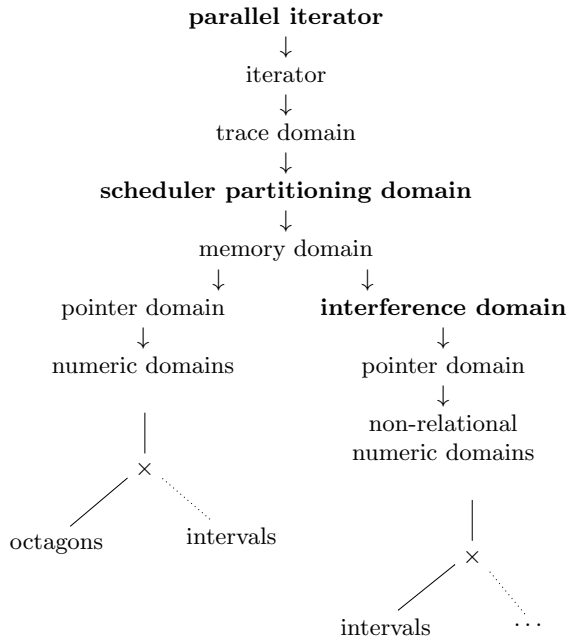 parallel iterator
iterator
trace domain
scheduler partitioning domain
memory domain
pointer domain
interference domain
numeric domains
pointer domain
non-relational
numeric domains
×
octagons
intervals
×
intervals
...